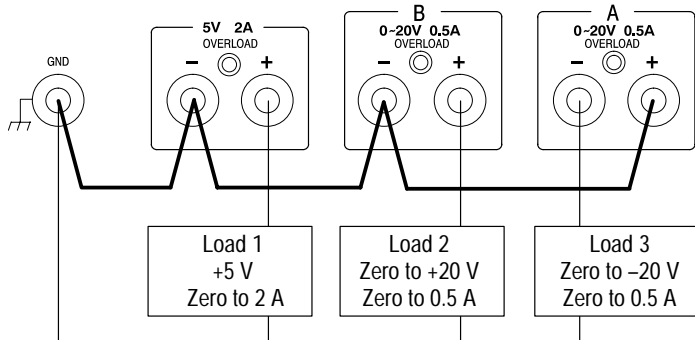 GND
5V 2A
OVERLOAD
− +
B
0~20V 0.5A
OVERLOAD
− +
A
0~20V 0.5A
OVERLOAD
− +
Load 1
+5 V
Zero to 2 A
Load 2
Zero to +20 V
Zero to 0.5 A
Load 3
Zero to −20 V
Zero to 0.5 A